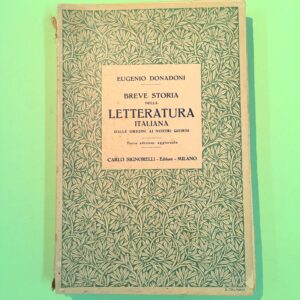 EUGENIO DONADONI
BREVE STORIA
DELLA
LETTERATURA
ITALIANA
DALLE ORIGINI AI NOSTRI GIORNI
Terza edizione aggiornata
CARLO SIGNORELLI - Editore - MILANO